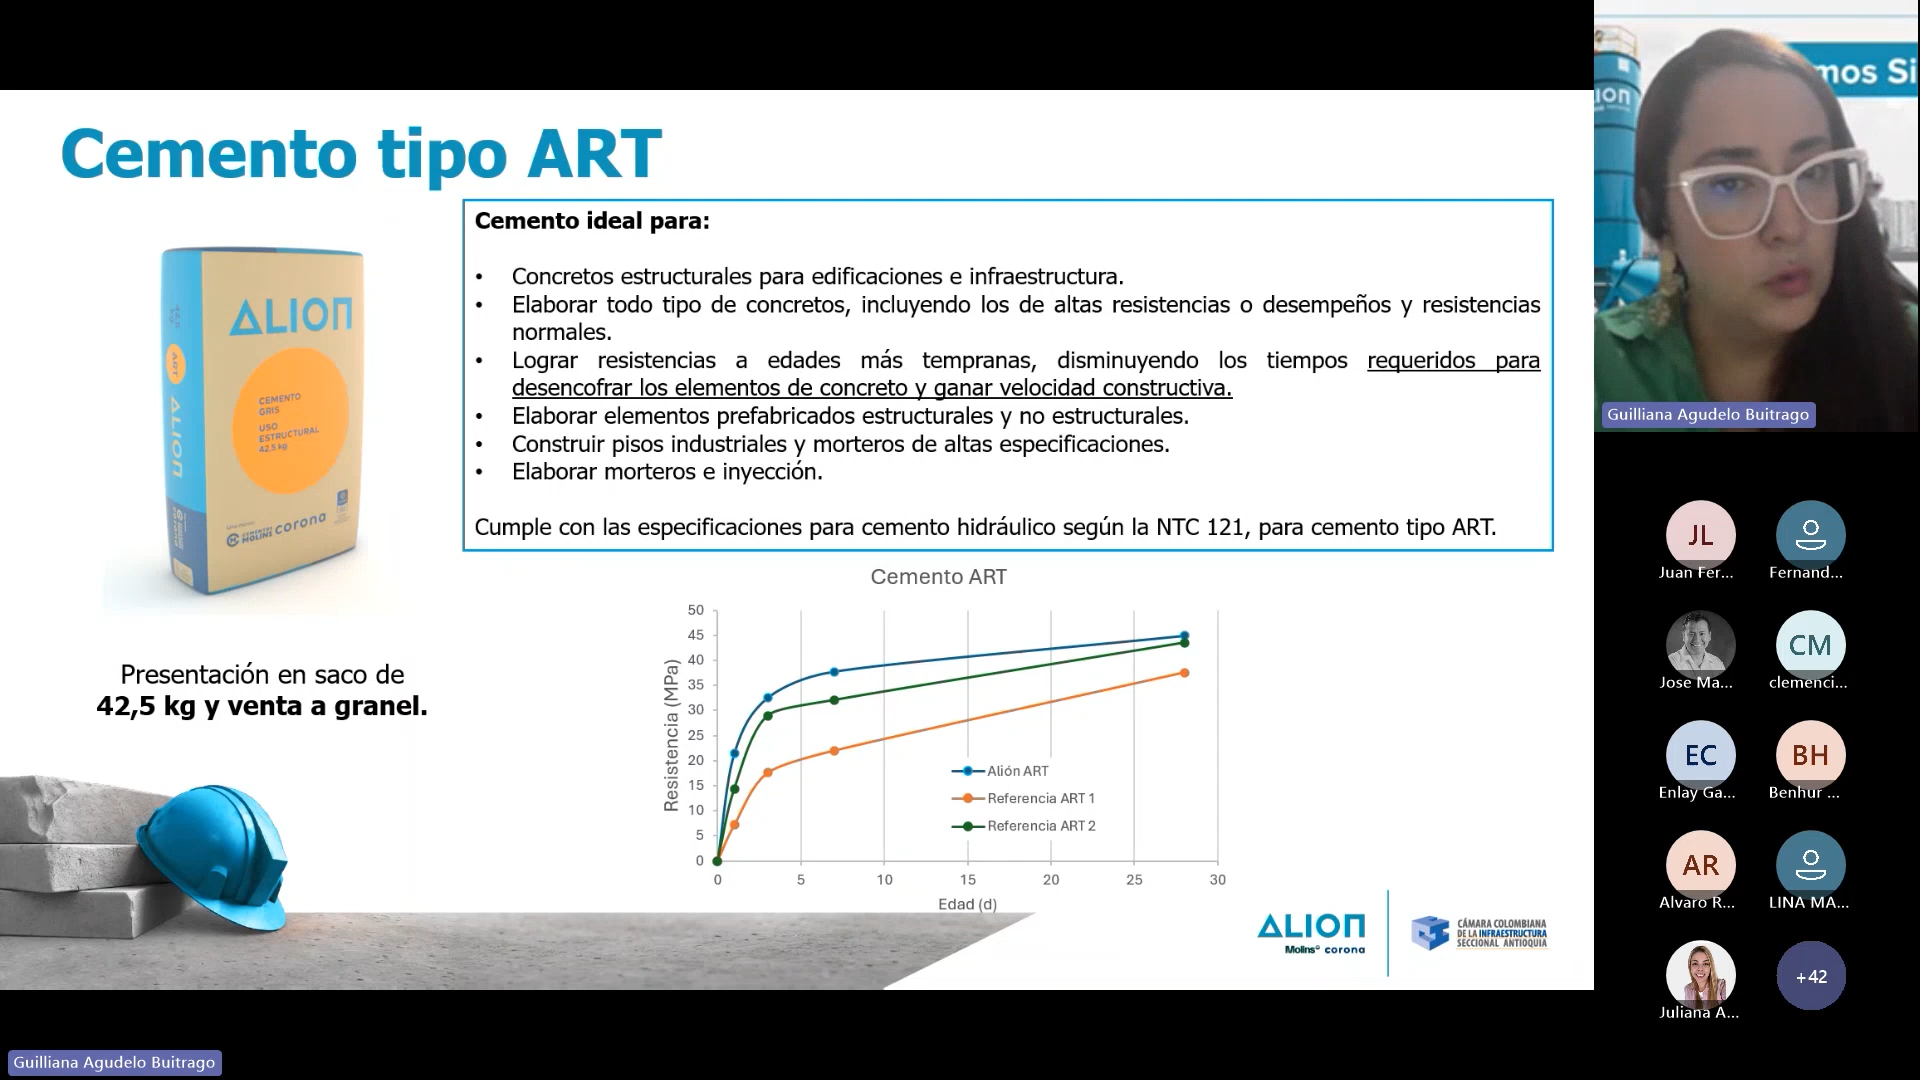 Cemento tipo ART
Cemento ideal para:
• Concretos estructurales para edificaciones e infraestructura.
• Elaborar todo tipo de concretos, incluyendo los de altas resistencias o desempeños y resistencias
normales.
• Lograr resistencias a edades más tempranas, disminuyendo los tiempos requeridos para
desencofrar los elementos de concreto y ganar velocidad constructiva.
• Elaborar elementos prefabricados estructurales y no estructurales.
• Construir pisos industriales y morteros de altas especificaciones.
• Elaborar morteros e inyección.
Cumple con las especificaciones para cemento hidráulico según la NTC 121, para cemento tipo ART.
ALION
CEMENTO
GRIS
USO
ESTRUCTURAL
42,5 kg
ART
ALION
CEMENTOS
MOLINS
corona
Presentación en saco de
42,5 kg y venta a granel.
Cemento ART
Resistencia (MPa)
50
45
40
35
30
25
20
15
10
5
0
0 5 10 15 20 25 30
Edad (d)
Alión ART
Referencia ART 1
Referencia ART 2
ALION
Molins corona
CÁMARA COLOMBIANA
DE LA INFRAESTRUCTURA
SECCIONAL ANTIOQUIA
mos Si
LION
Guilliana Agudelo Buitrago
JL
Juan Fer...
Fernand...
Jose Ma...
CM
clemenci...
EC
Enlay Ga...
BH
Benhur ...
AR
Alvaro R...
LINA MA...
Juliana A...
+42
Guilliana Agudelo Buitrago